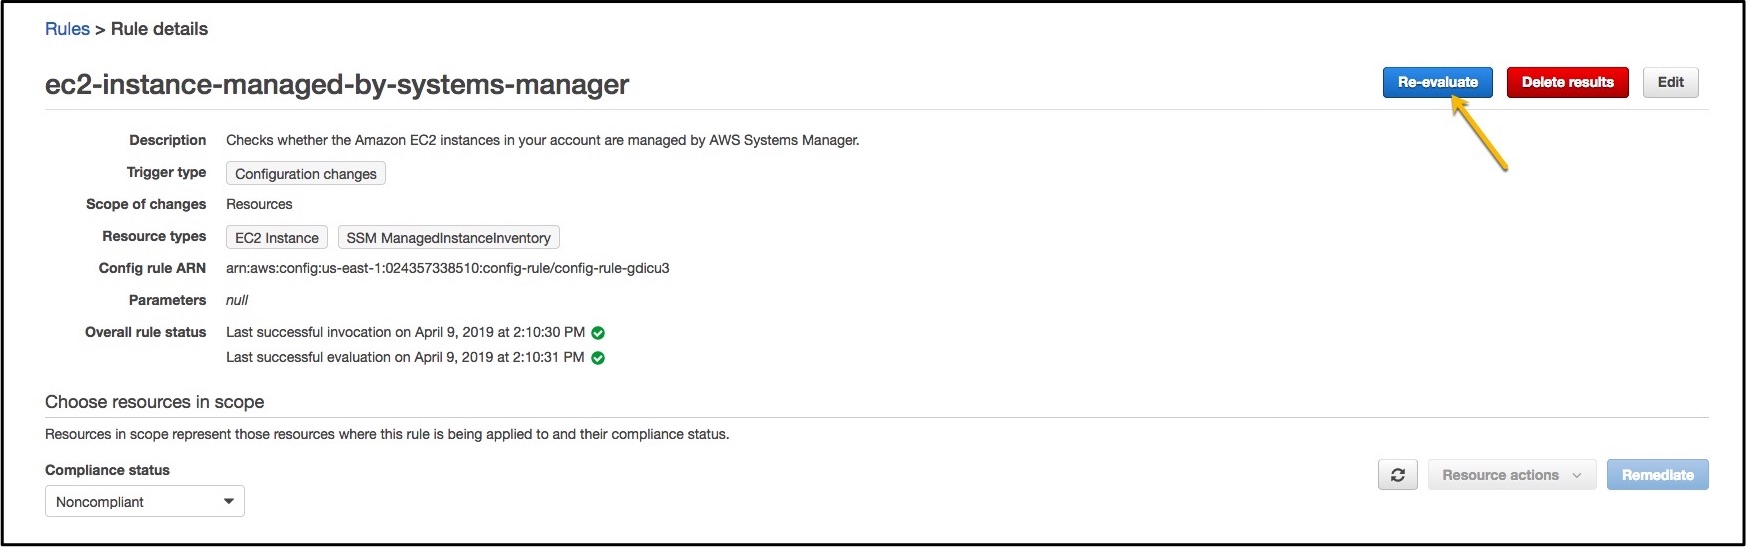 Rules > Rule details
ec2-instance-managed-by-systems-manager
Re-evaluate
Delete results
Edit
Description Checks whether the Amazon EC2 instances in your account are managed by AWS Systems Manager.
Trigger type Configuration changes
Scope of changes Resources
Resource types EC2 Instance SSM ManagedInstanceInventory
Config rule ARN arn:aws:config:us-east-1:024357338510:config-rule/config-rule-gdicu3
Parameters null
Overall rule status Last successful invocation on April 9, 2019 at 2:10:30 PM
Last successful evaluation on April 9, 2019 at 2:10:31 PM
Choose resources in scope
Resources in scope represent those resources where this rule is being applied to and their compliance status.
Compliance status
Resource actions
Remediate
Noncompliant